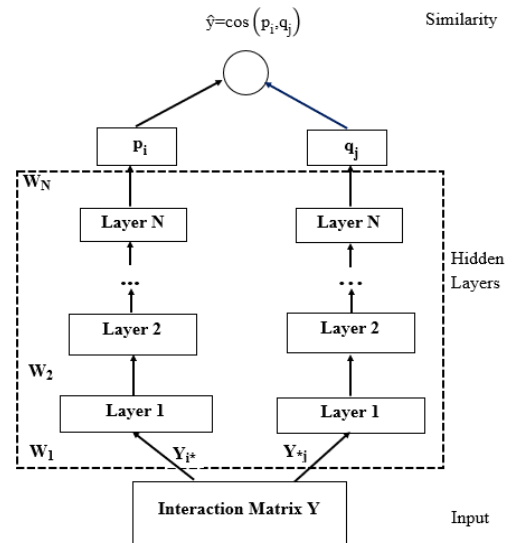 Similarity
ŷ=cos (pᵢ,qⱼ)
pᵢ
qⱼ
W_N
Layer N
Layer N
Hidden
Layers
...
...
Layer 2
Layer 2
W₂
Layer 1
Layer 1
W₁
Yᵢ*
Y*ⱼ
Interaction Matrix Y
Input